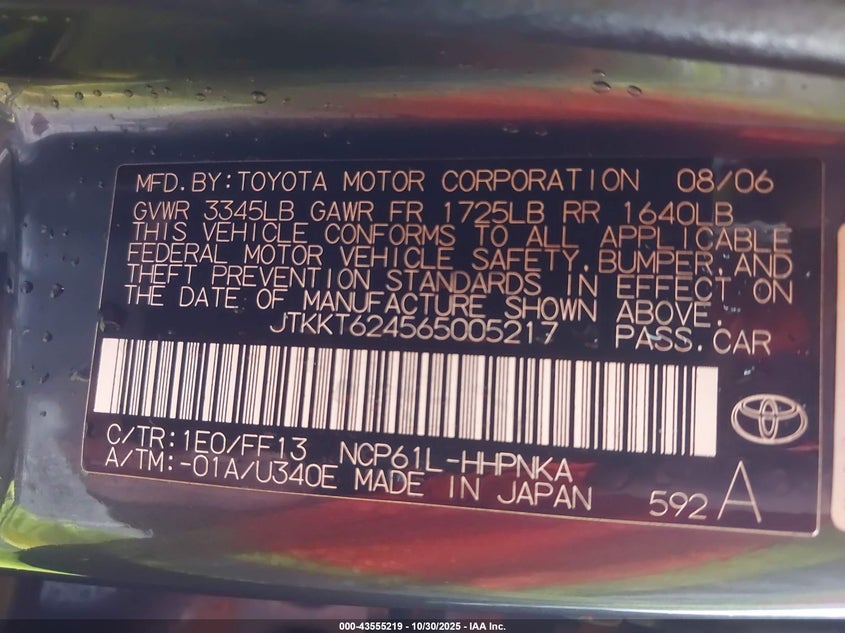 MFD.BY:TOYOTA MOTOR CORPORATION 08/06
GVWR 3345LB GAWR FR 1725LB RR 1640LB
THIS VEHICLE CONFORMS TO ALL APPLICABLE
FEDERAL MOTOR VEHICLE SAFETY,BUMPER,AND
THEFT PREVENTION STANDARDS IN EFFECT ON
THE DATE OF MANUFACTURE SHOWN ABOVE.
JTKKT624565005217 PASS.CAR
C/TR:1E0/FF13 NCP61L-HHPNKA
A/TM:-01A/U340E MADE IN JAPAN 592 A
000-43555219 - 10/30/2025 - IAA Inc.